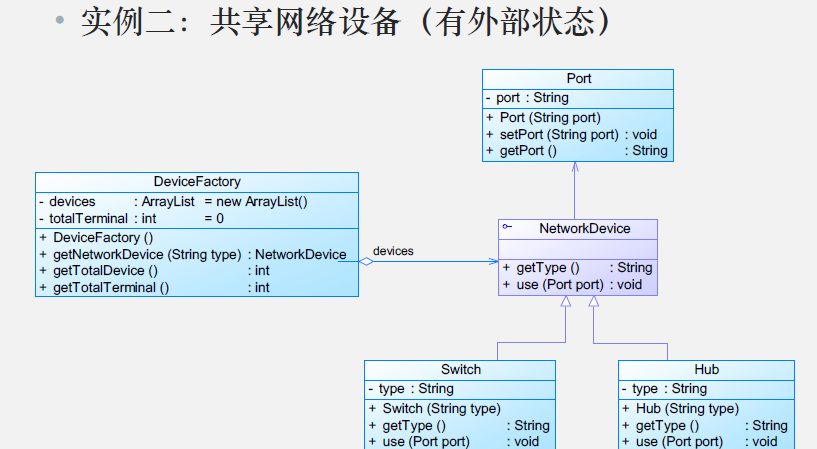 • 实例二：共享网络设备（有外部状态）
Port
- port : String
+ Port (String port)
+ setPort (String port) : void
+ getPort () : String
DeviceFactory
- devices : ArrayList = new ArrayList()
- totalTerminal : int = 0
+ DeviceFactory ()
+ getNetworkDevice (String type) : NetworkDevice
+ getTotalDevice () : int
+ getTotalTerminal () : int
devices
NetworkDevice
+ getType () : String
+ use (Port port) : void
Switch
- type : String
+ Switch (String type)
+ getType () : String
+ use (Port port) : void
Hub
- type : String
+ Hub (String type)
+ getType () : String
+ use (Port port) : void